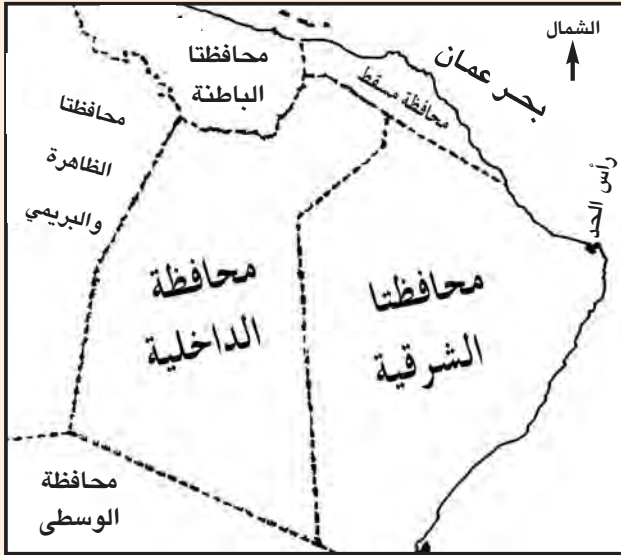 الشمال
بحر عمان
محافظتا
الباطنة
محافظة مسقط
محافظتا
الظاهرة
والبريمي
رأس الحد
محافظة
الداخلية
محافظتا
الشرقية
محافظة
الوسطى